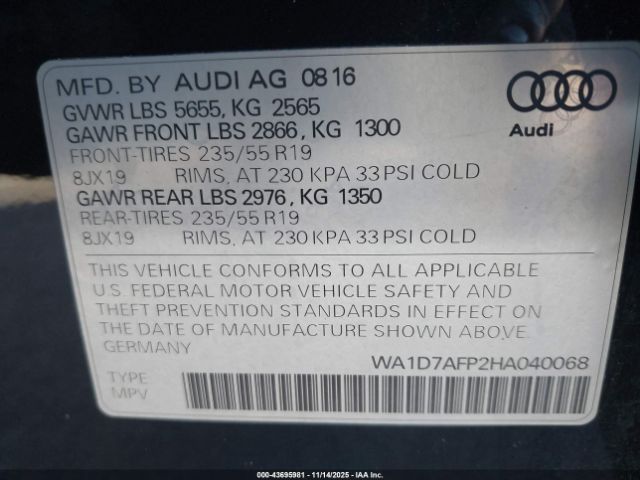 MFD. BY AUDI AG 0816
GVWR LBS 5655, KG 2565
GAWR FRONT LBS 2866, KG 1300
FRONT-TIRES 235/55 R19
8JX19 RIMS, AT 230 KPA 33 PSI COLD
GAWR REAR LBS 2976, KG 1350
REAR-TIRES 235/55 R19
8JX19 RIMS, AT 230 KPA 33 PSI COLD
Audi
THIS VEHICLE CONFORMS TO ALL APPLICABLE
U.S. FEDERAL MOTOR VEHICLE SAFETY AND
THEFT PREVENTION STANDARDS IN EFFECT ON
THE DATE OF MANUFACTURE SHOWN ABOVE.
GERMANY
WA1D7AFP2HA040068
TYPE
MPV
000-43695981 - 11/14/2025 - IAAI.COM